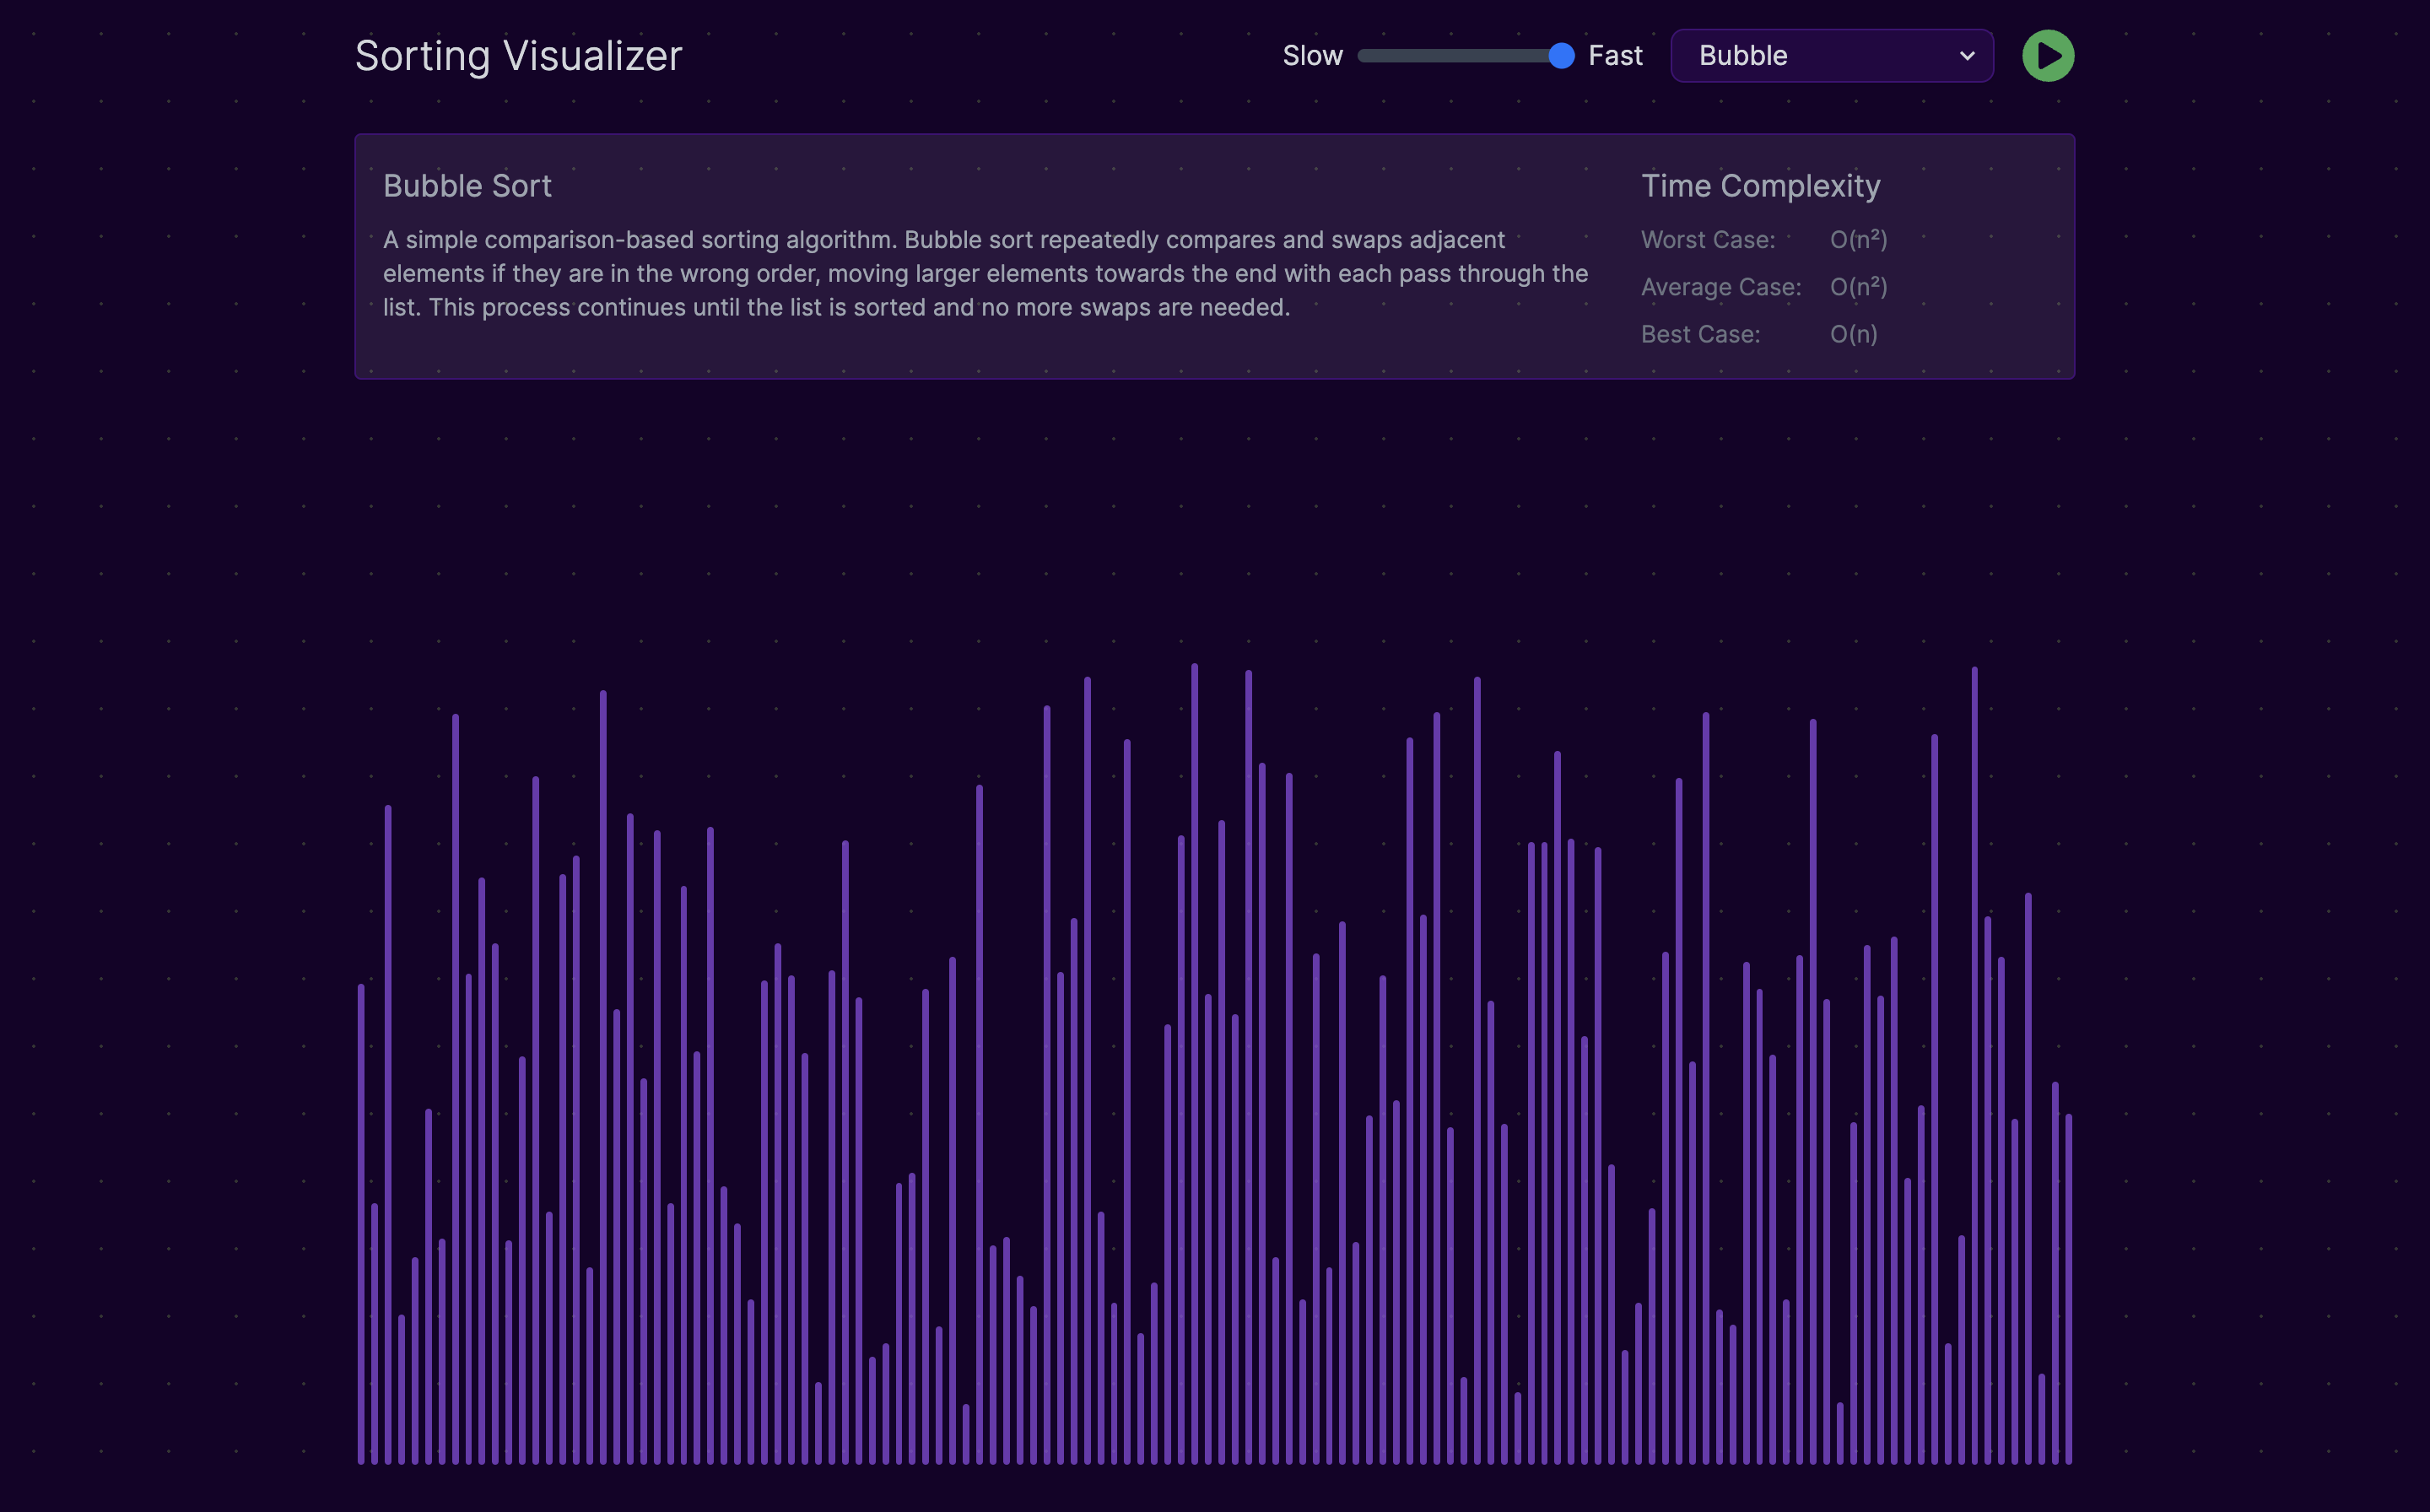 Sorting Visualizer
Slow Fast Bubble
Bubble Sort
A simple comparison-based sorting algorithm. Bubble sort repeatedly compares and swaps adjacent
elements if they are in the wrong order, moving larger elements towards the end with each pass through the
list. This process continues until the list is sorted and no more swaps are needed.
Time Complexity
Worst Case: O(n²)
Average Case: O(n²)
Best Case: O(n)